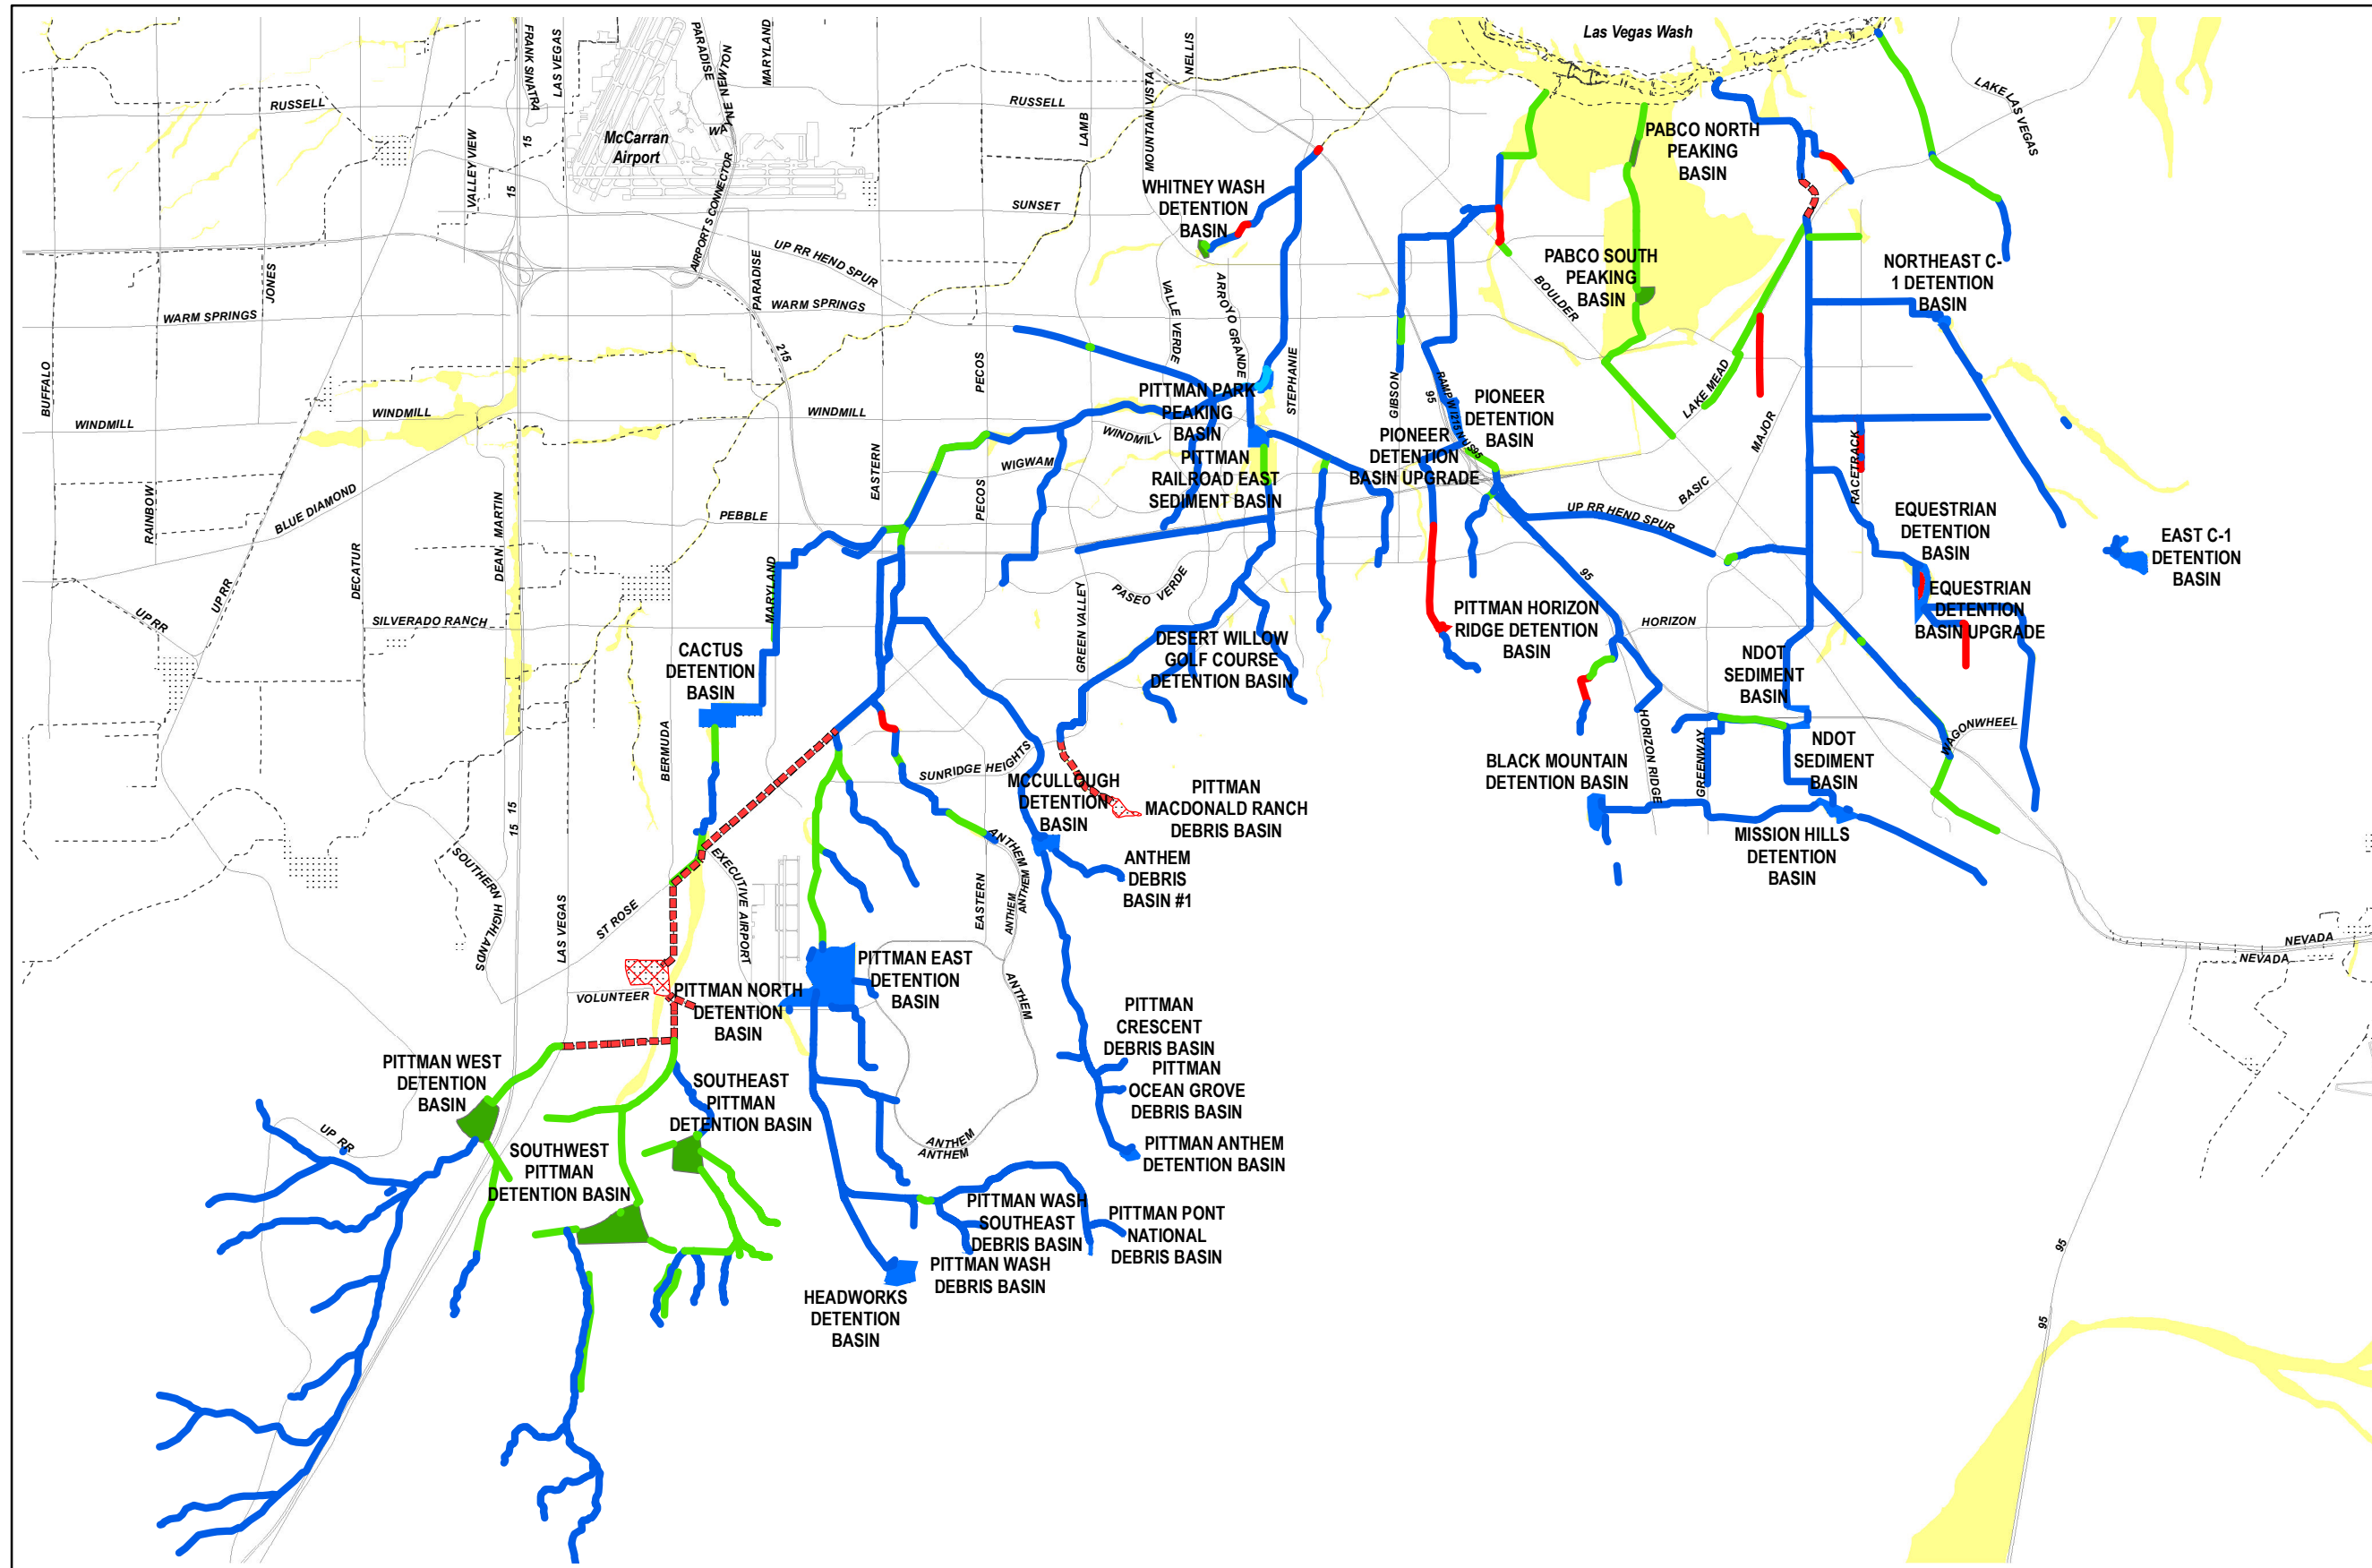 Las Vegas Wash
FRANK SINATRA
LAS VEGAS
PARADISE
WAYNE NEWTON
MARYLAND
NELLIS
MOUNTAIN VISTA
LAMB
RUSSELL
RUSSELL
VALLEY VIEW
15
McCarran
Airport
AIRPORT S CONNECTOR
LAKE LAS VEGAS
PABCO NORTH
PEAKING
BASIN
WHITNEY WASH
DETENTION
BASIN
SUNSET
15
UP RR HEND SPUR
PARADISE
JONES
WARM SPRINGS
WARM SPRINGS
VALLE VERDE
ARROYO GRANDE
BOULDER
PABCO SOUTH
PEAKING
BASIN
NORTHEAST C-
1 DETENTION
BASIN
215
BUFFALO
PECOS
STEPHANIE
GIBSON
95
RAMP W I215 N US95
LAKE MEAD
MAJOR
PITTMAN PARK
PEAKING
BASIN
PITTMAN
RAILROAD EAST
SEDIMENT BASIN
PIONEER
DETENTION
BASIN
PIONEER
DETENTION
BASIN UPGRADE
WINDMILL
WINDMILL
WINDMILL
WINDMILL
WIGWAM
EASTERN
PECOS
RAINBOW
BLUE DIAMOND
PEBBLE
DEAN MARTIN
DECATUR
UP RR
UP RR
BASIC
RACETRACK
UP RR HEND SPUR
95
EQUESTRIAN
DETENTION
BASIN
EQUESTRIAN
DETENTION
BASIN UPGRADE
EAST C-1
DETENTION
BASIN
MARYLAND
PASEO VERDE
GREEN VALLEY
SILVERADO RANCH
CACTUS
DETENTION
BASIN
DESERT WILLOW
GOLF COURSE
DETENTION BASIN
PITTMAN HORIZON
RIDGE DETENTION
BASIN
HORIZON
NDOT
SEDIMENT
BASIN
NDOT
SEDIMENT
BASIN
WAGONWHEEL
HORIZON RIDGE
GREENWAY
BERMUDA
SUNRIDGE HEIGHTS
MCCULLOUGH
DETENTION
BASIN
PITTMAN
MACDONALD RANCH
DEBRIS BASIN
BLACK MOUNTAIN
DETENTION BASIN
MISSION HILLS
DETENTION
BASIN
15
15
SOUTHERN HIGHLANDS
LAS VEGAS
ST ROSE
EXECUTIVE AIRPORT
ANTHEM
ANTHEM
ANTHEM
EASTERN
ANTHEM
DEBRIS
BASIN #1
NEVADA
NEVADA
VOLUNTEER
PITTMAN NORTH
DETENTION
BASIN
PITTMAN EAST
DETENTION
BASIN
ANTHEM
PITTMAN
CRESCENT
DEBRIS BASIN
PITTMAN
OCEAN GROVE
DEBRIS BASIN
PITTMAN WEST
DETENTION
BASIN
SOUTHEAST
PITTMAN
DETENTION BASIN
UP RR
SOUTHWEST
PITTMAN
DETENTION BASIN
ANTHEM
ANTHEM
PITTMAN ANTHEM
DETENTION BASIN
PITTMAN WASH
SOUTHEAST
DEBRIS BASIN
PITTMAN PONT
NATIONAL
DEBRIS BASIN
PITTMAN WASH
DEBRIS BASIN
HEADWORKS
DETENTION
BASIN
95
95